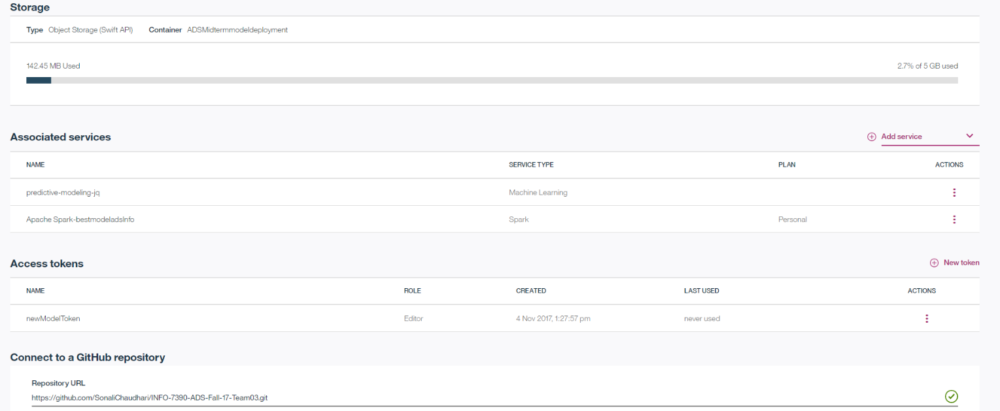 Storage
Type Object Storage (Swift API) Container ADSMidtermmodeldeployment
142.45 MB Used 2.7% of 5 GB used
Associated services Add service
NAME SERVICE TYPE PLAN ACTIONS
predictive-modeling-jq Machine Learning
Apache Spark-bestmodeladsInfo Spark Personal
Access tokens New token
NAME ROLE CREATED LAST USED ACTIONS
newModelToken Editor 4 Nov 2017, 1:27:57 pm never used
Connect to a GitHub repository
Repository URL
https://github.com/SonaliChaudhari/INFO-7390-ADS-Fall-17-Team03.git